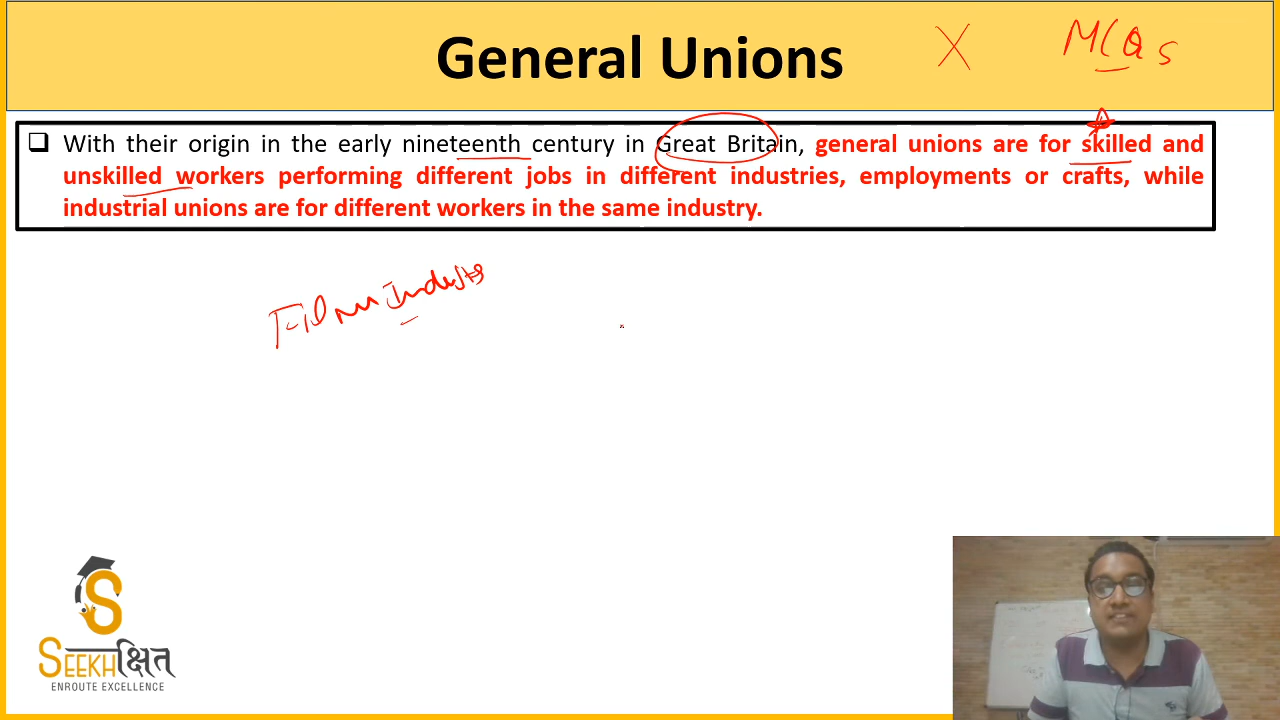 General Unions
X MCQs
With their origin in the early nineteenth century in Great Britain, general unions are for skilled and
unskilled workers performing different jobs in different industries, employments or crafts, while
industrial unions are for different workers in the same industry.
SEEKHक्षित
ENROUTE EXCELLENCE